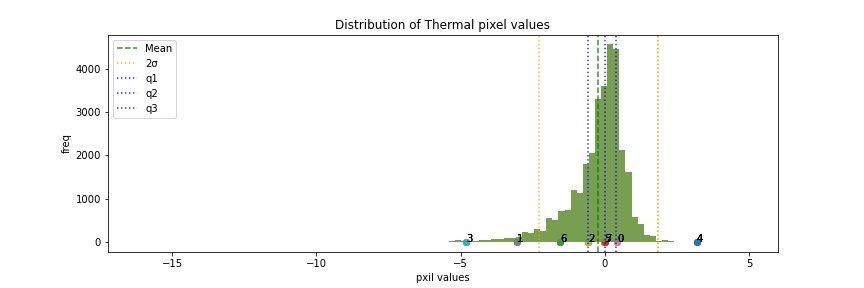 Distribution of Thermal pixel values
Mean
2σ
q1
q2
q3
freq
4000
3000
2000
1000
0
3 1 6 2 0 4
−15 −10 −5 0 5
pxil values